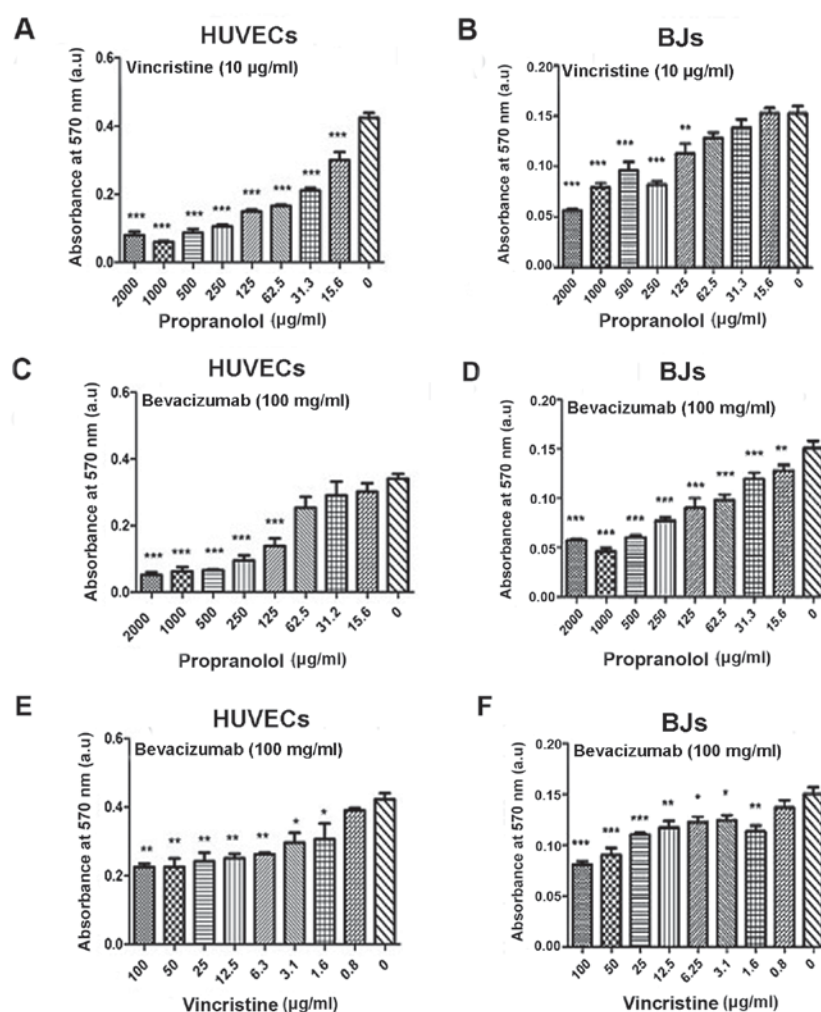 A
HUVECs
Vincristine (10 µg/ml)
Absorbance at 570 nm (a.u)
0.6
0.4
0.2
0.0
*** *** *** *** *** *** *** ***
2000 1000 500 250 125 62.5 31.3 15.6 0
Propranolol (µg/ml)
B
BJs
Vincristine (10 µg/ml)
Absorbance at 570 nm (a.u)
0.20
0.15
0.10
0.05
0.00
*** *** *** *** **
2000 1000 500 250 125 62.5 31.3 15.6 0
Propranolol (µg/ml)
C
HUVECs
Bevacizumab (100 mg/ml)
Absorbance at 570 nm (a.u)
0.6
0.4
0.2
0.0
*** *** *** *** ***
2000 1000 500 250 125 62.5 31.2 15.6 0
Propranolol (µg/ml)
D
BJs
Bevacizumab (100 mg/ml)
Absorbance at 570 nm (a.u)
0.20
0.15
0.10
0.05
0.00
*** *** *** *** *** *** *** **
2000 1000 500 250 125 62.5 31.3 15.6 0
Propranolol (µg/ml)
E
HUVECs
Bevacizumab (100 mg/ml)
Absorbance at 570 nm (a.u)
0.6
0.4
0.2
0.0
** ** ** ** ** * *
100 50 25 12.5 6.3 3.1 1.6 0.8 0
Vincristine (µg/ml)
F
BJs
Bevacizumab (100 mg/ml)
Absorbance at 570 nm (a.u)
0.20
0.15
0.10
0.05
0.00
*** *** *** ** * * **
100 50 25 12.5 6.25 3.1 1.6 0.8 0
Vincristine (µg/ml)